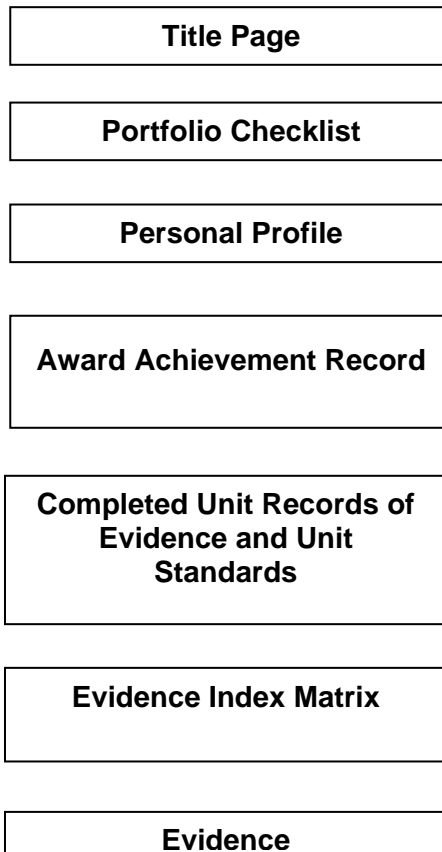 Title Page
Portfolio Checklist
Personal Profile
Award Achievement Record
Completed Unit Records of
Evidence and Unit
Standards
Evidence Index Matrix
Evidence